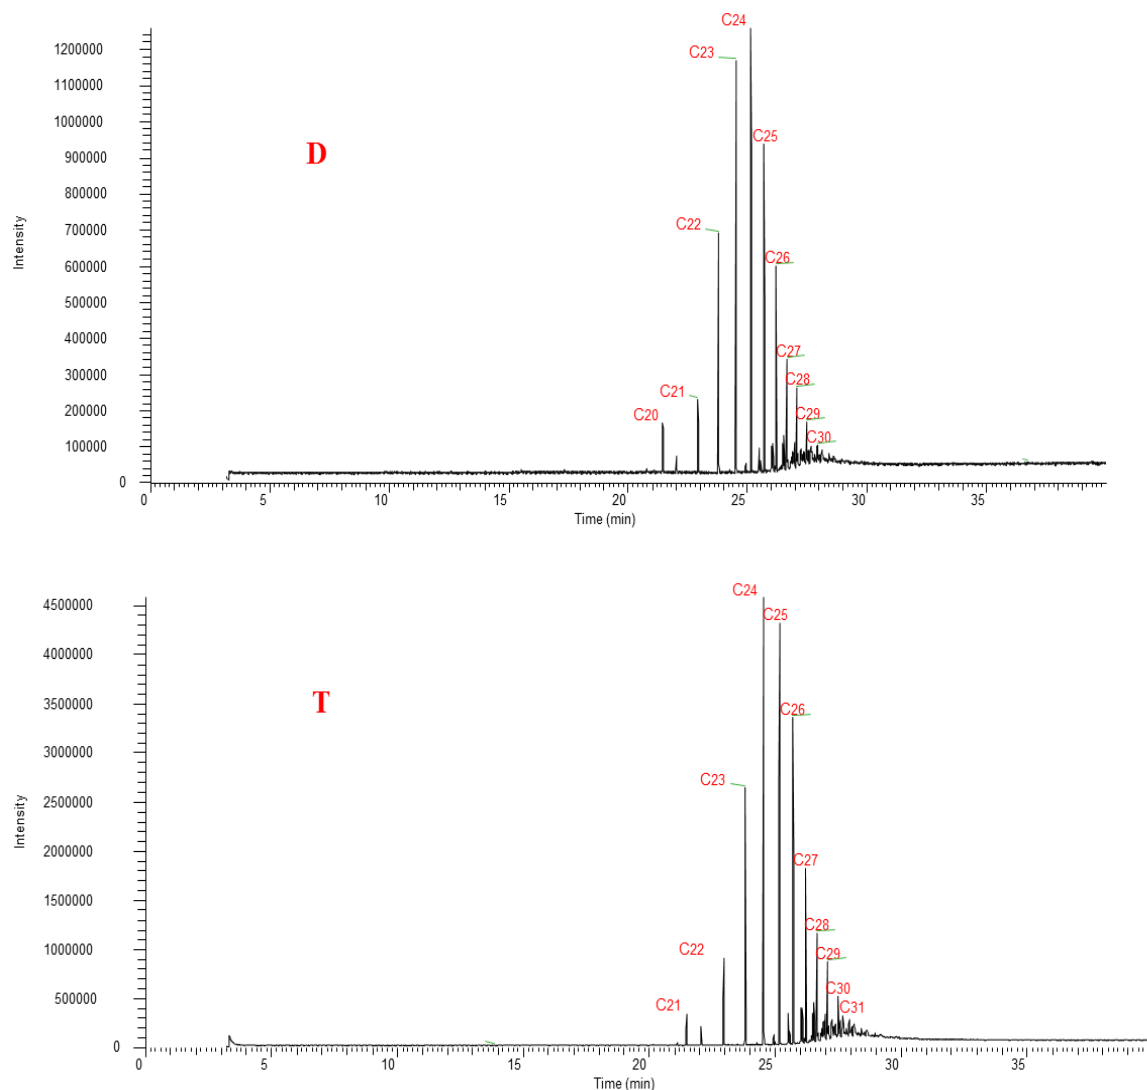 C24
1200000
C23
1100000
1000000
D
C25
900000
800000
700000
C22
Intensity
600000
C26
500000
400000
C27
300000
C28
C21
200000
C29
C20
C30
100000
0
0 5 10 15 20 25 30 35
Time (min)
C24
4500000
C25
4000000
T
3500000
C26
3000000
C23
2500000
Intensity
2000000
C27
1500000
C28
1000000
C22
C29
C30
500000
C21
C31
0
0 5 10 15 20 25 30 35
Time (min)